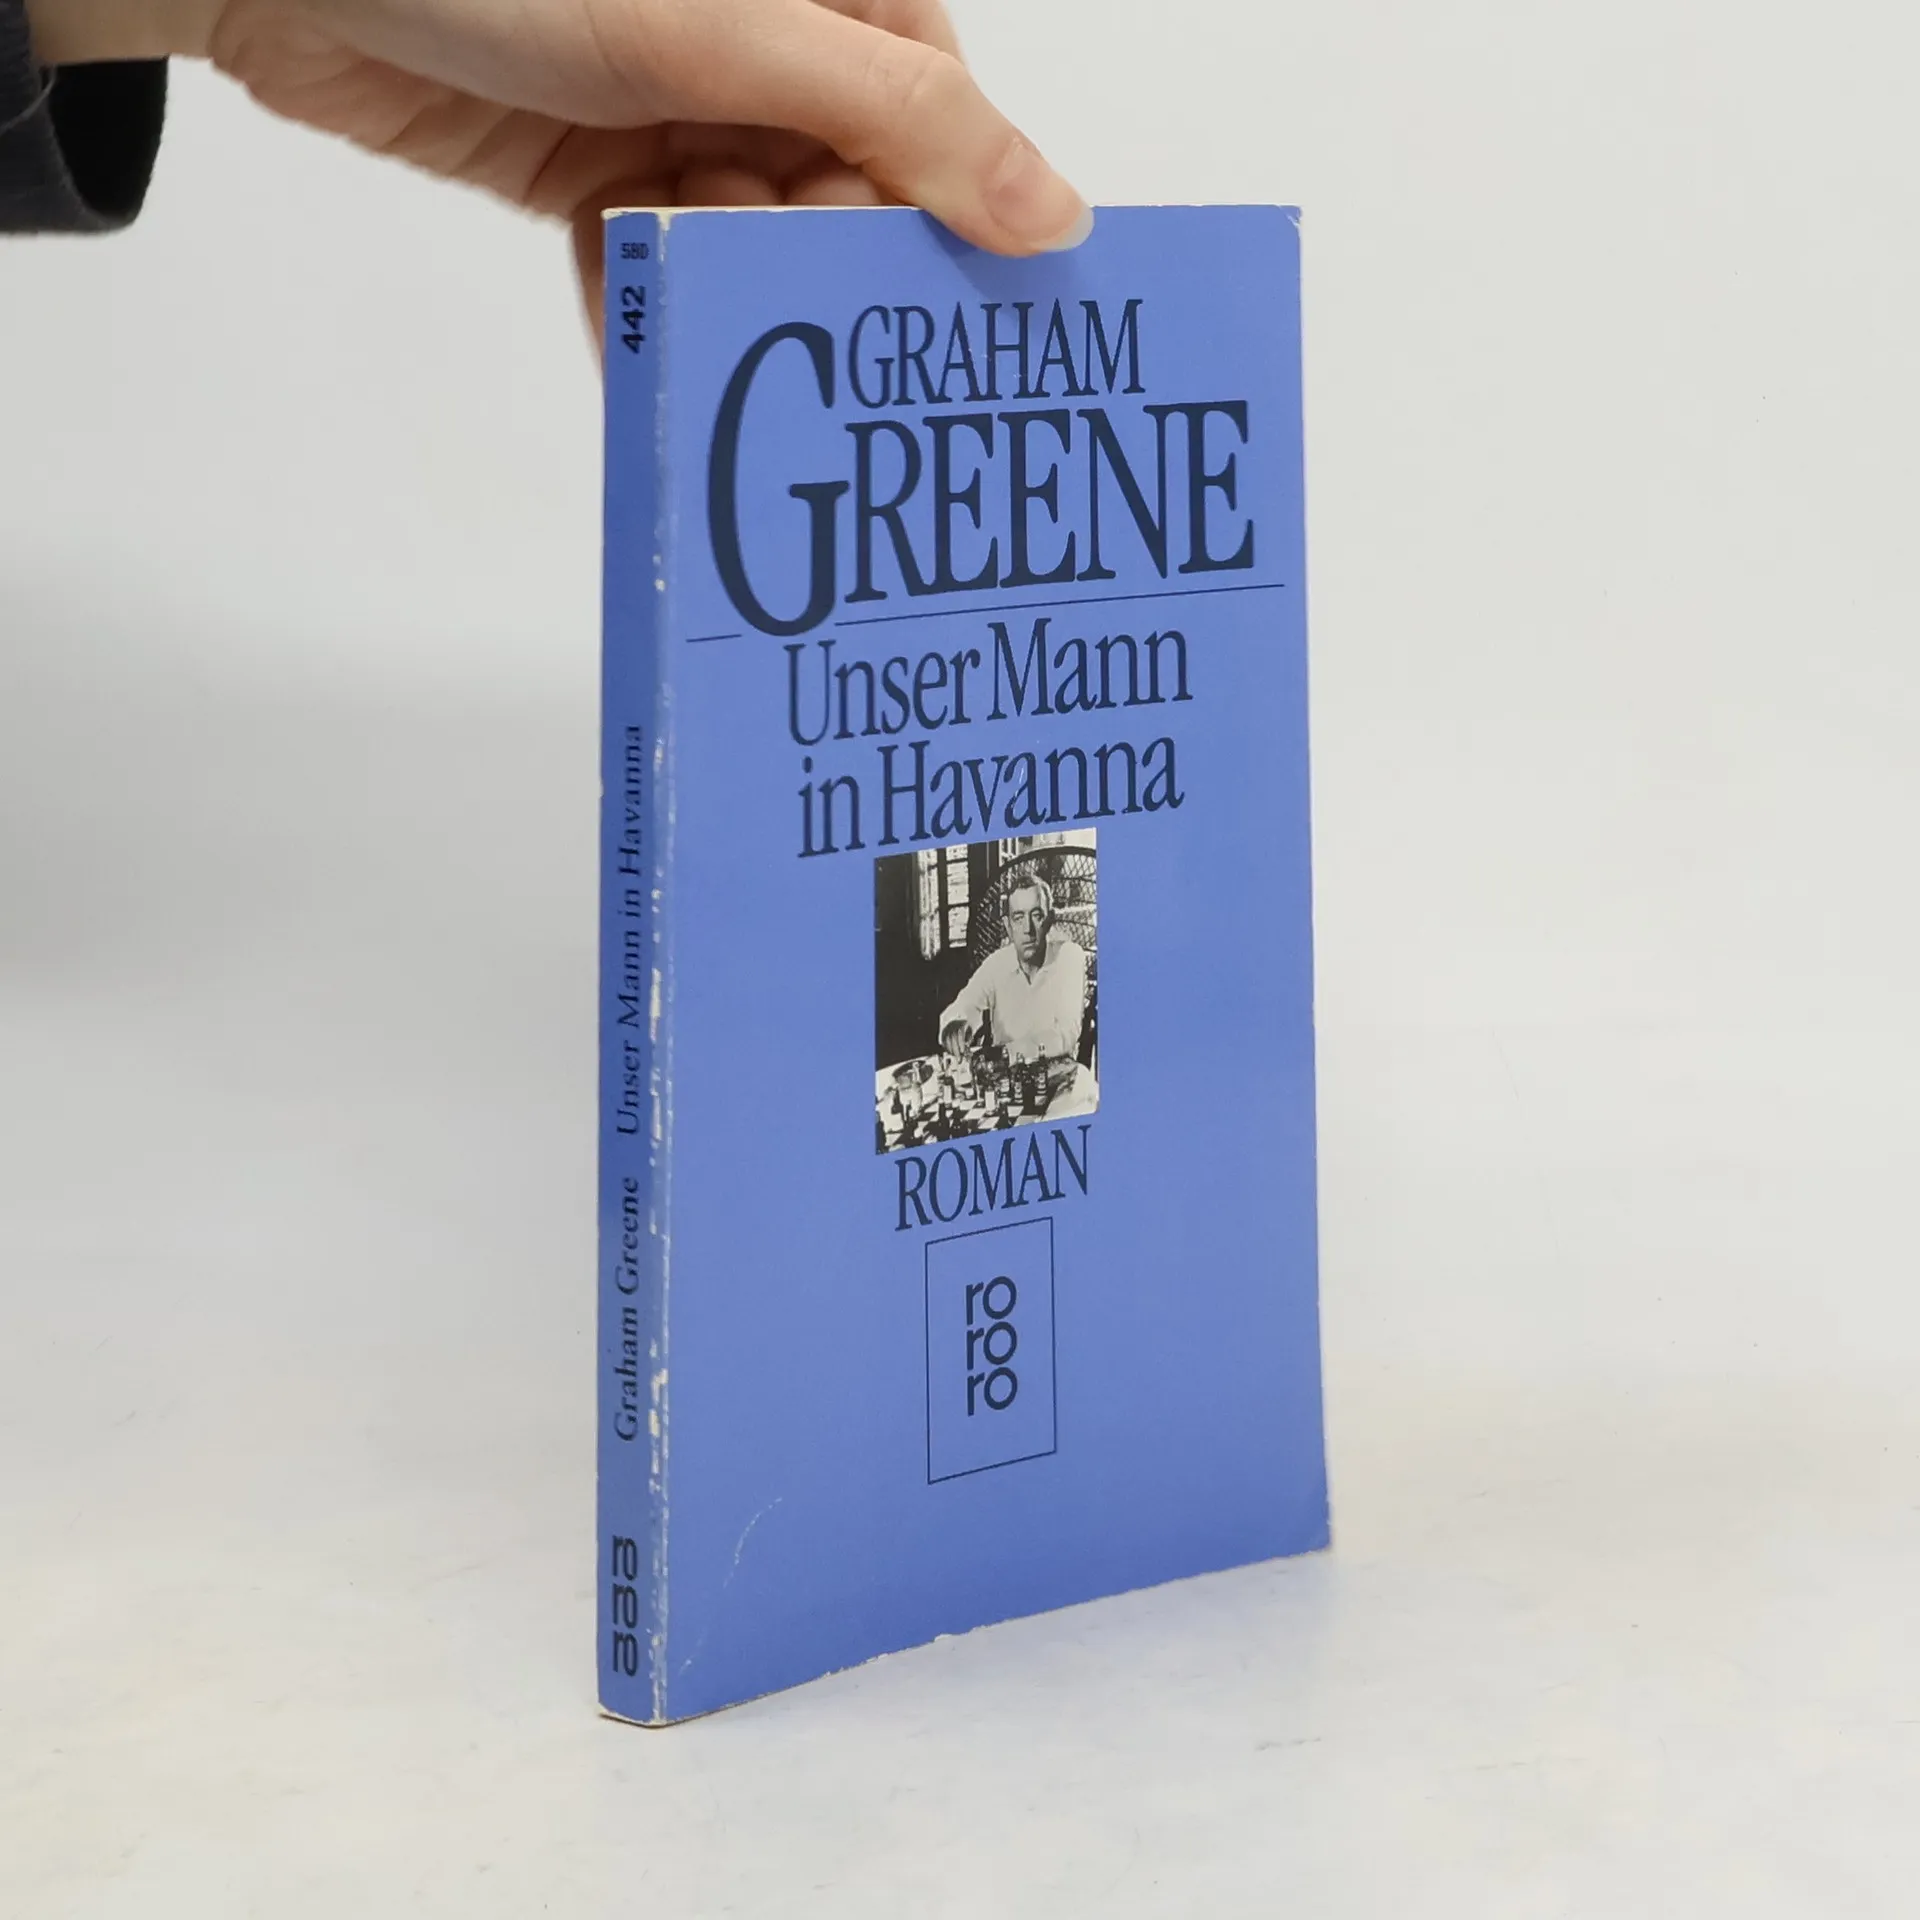 580
442
Graham Greene Unser Mann in Havanna
ro
ro
ro
GRAHAM
GREENE
Unser Mann
in Havanna
ROMAN
ro
ro
ro